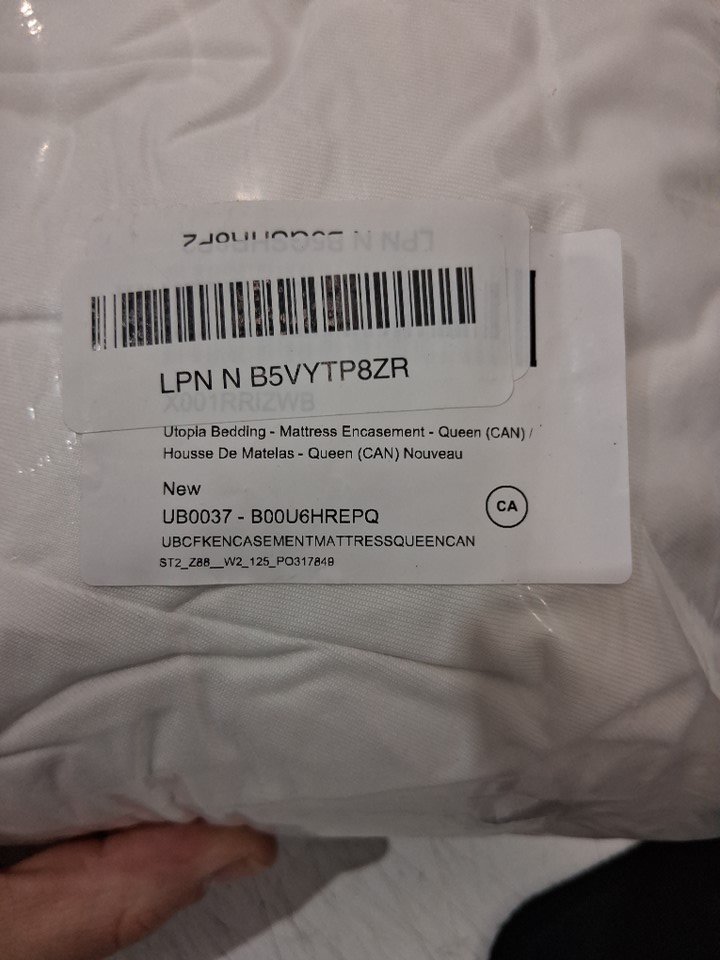 LPN N B5VYTP8ZR
X001RRIZWB
Utopia Bedding - Mattress Encasement - Queen (CAN) /
Housse De Matelas - Queen (CAN) Nouveau
New
UB0037 - B00U6HREPQ
CA
UBCFKENCASEMENTMATTRESSQUEENCAN
ST2_Z88__W2_125_PO317849